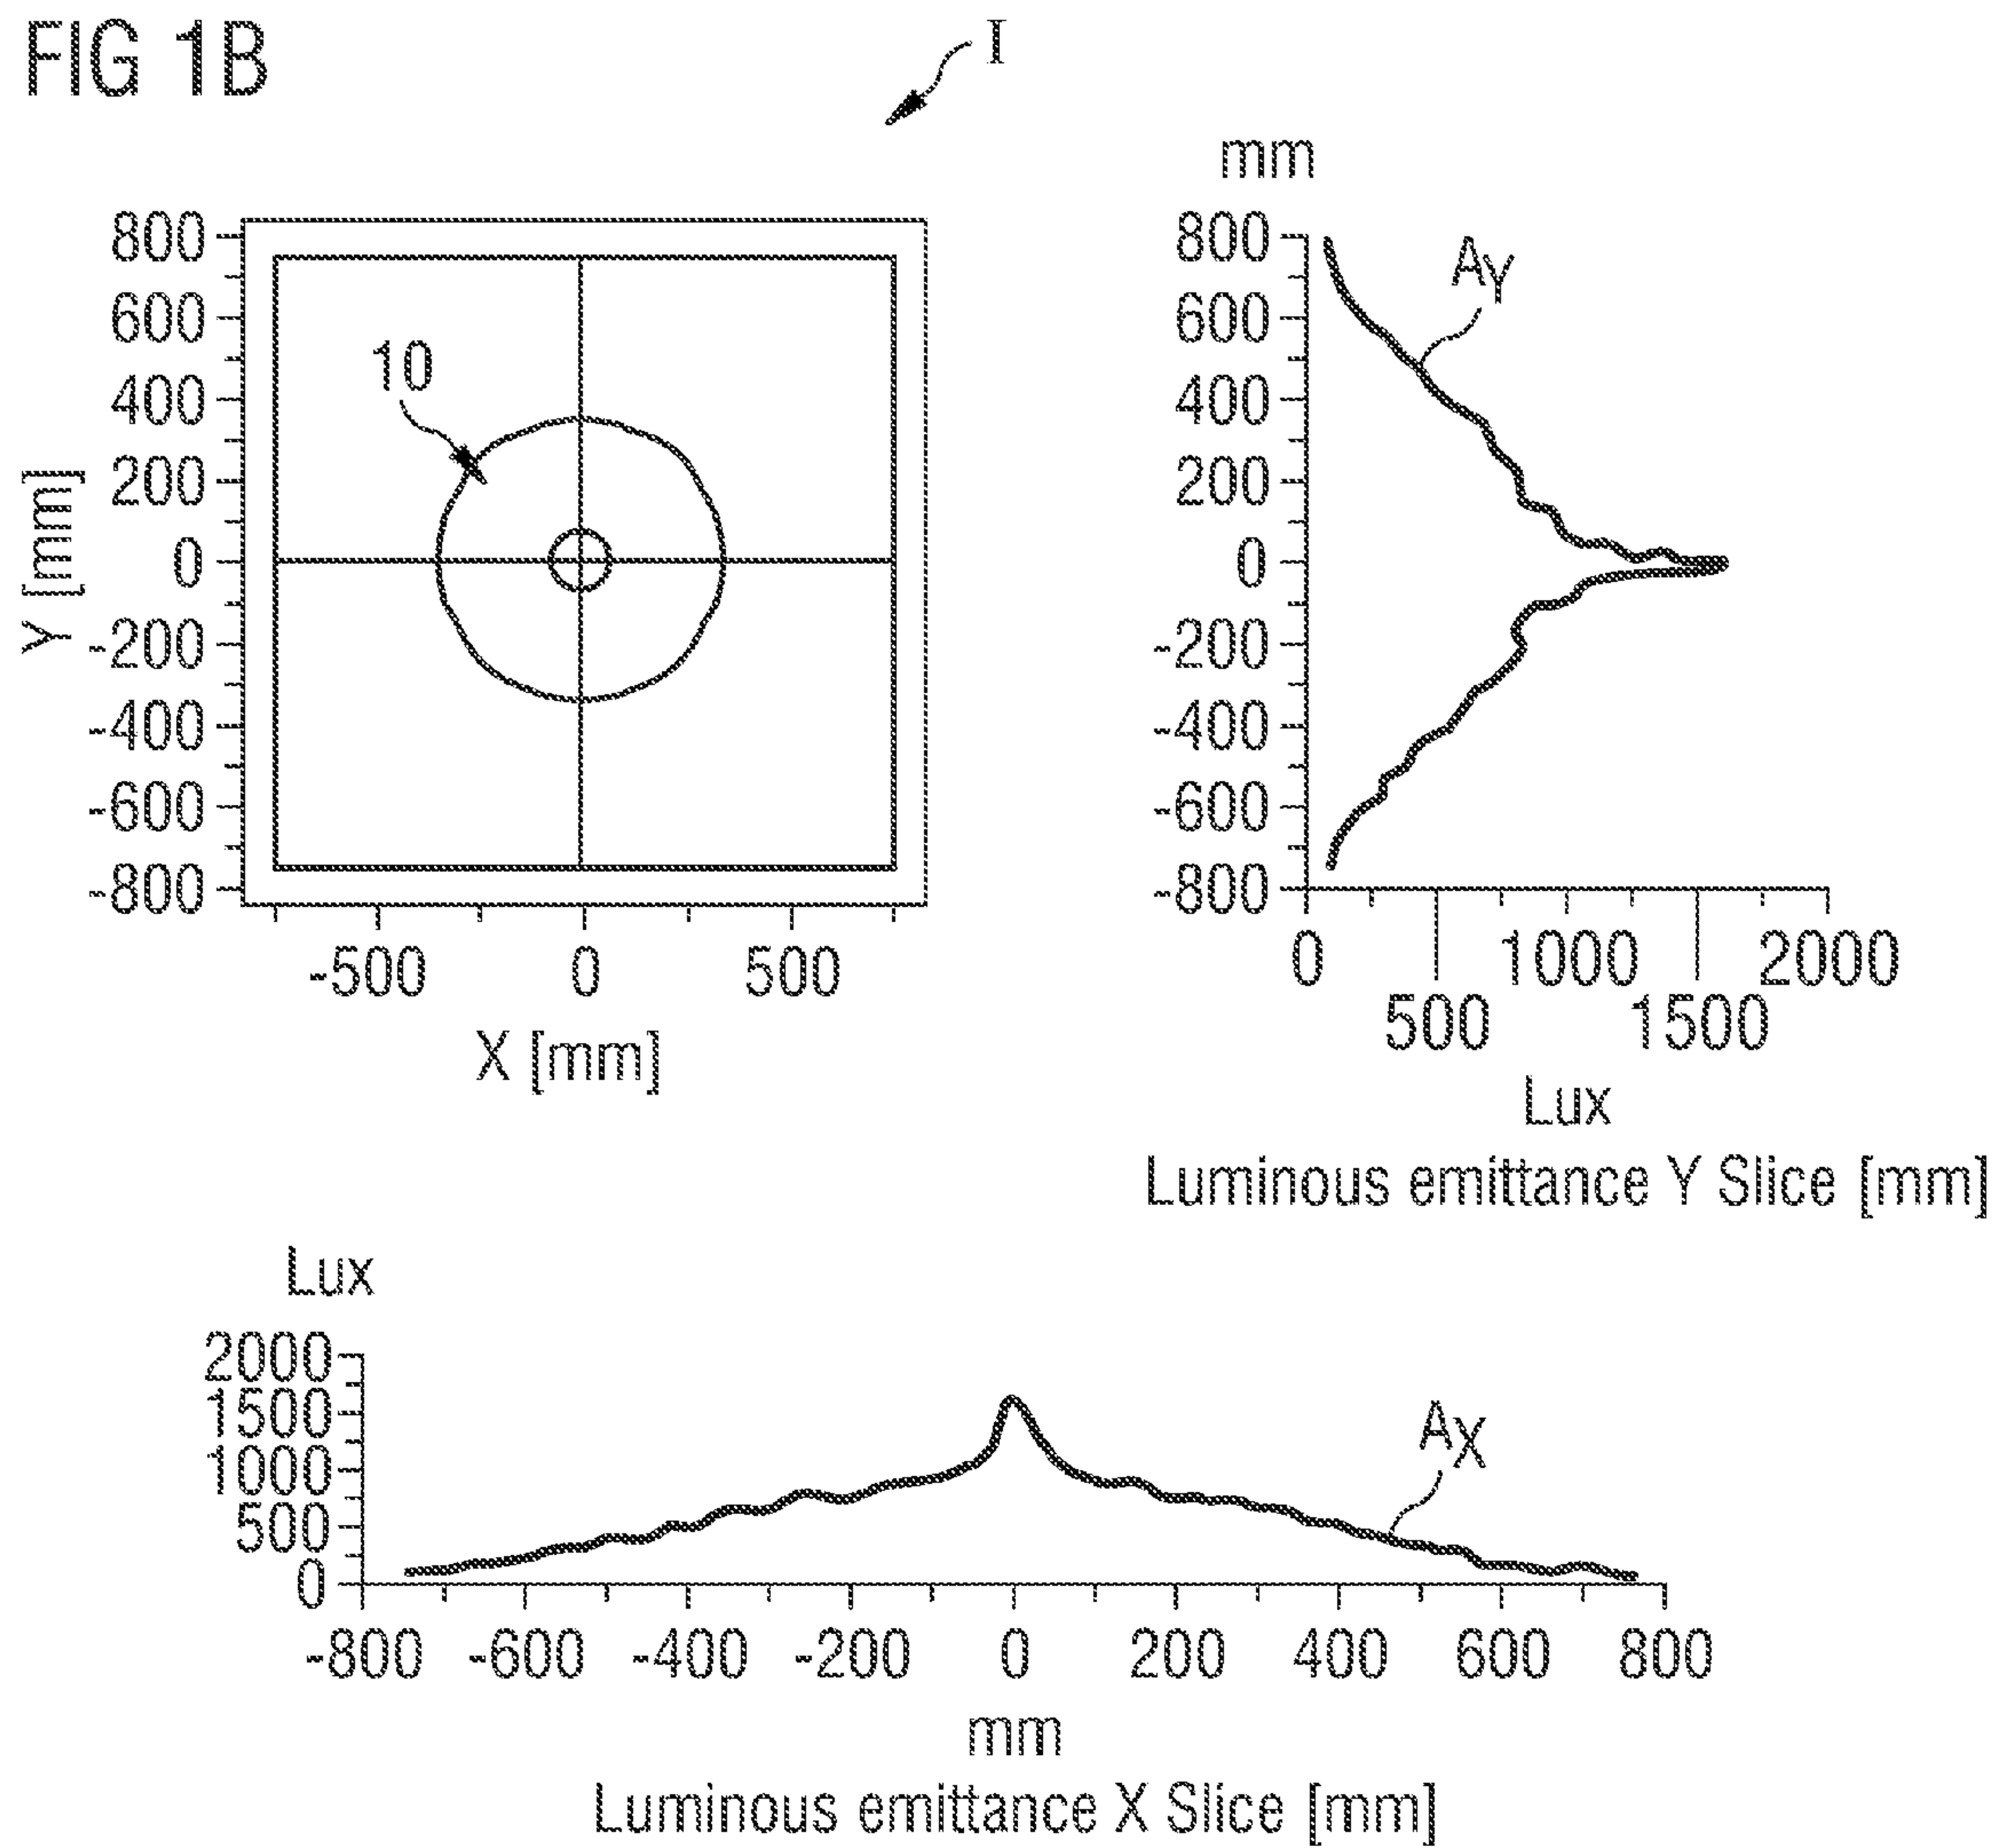 FIG 1B
I
800
600
400
200
0
-200
-400
-600
-800
Y [mm]
10
-500 0 500
X [mm]
mm
800
600
400
200
0
-200
-400
-600
-800
AY
0 1000 2000
500 1500
Lux
Luminous emittance Y Slice [mm]
Lux
2000
1500
1000
500
0
AX
-800 -600 -400 -200 0 200 400 600 800
mm
Luminous emittance X Slice [mm]